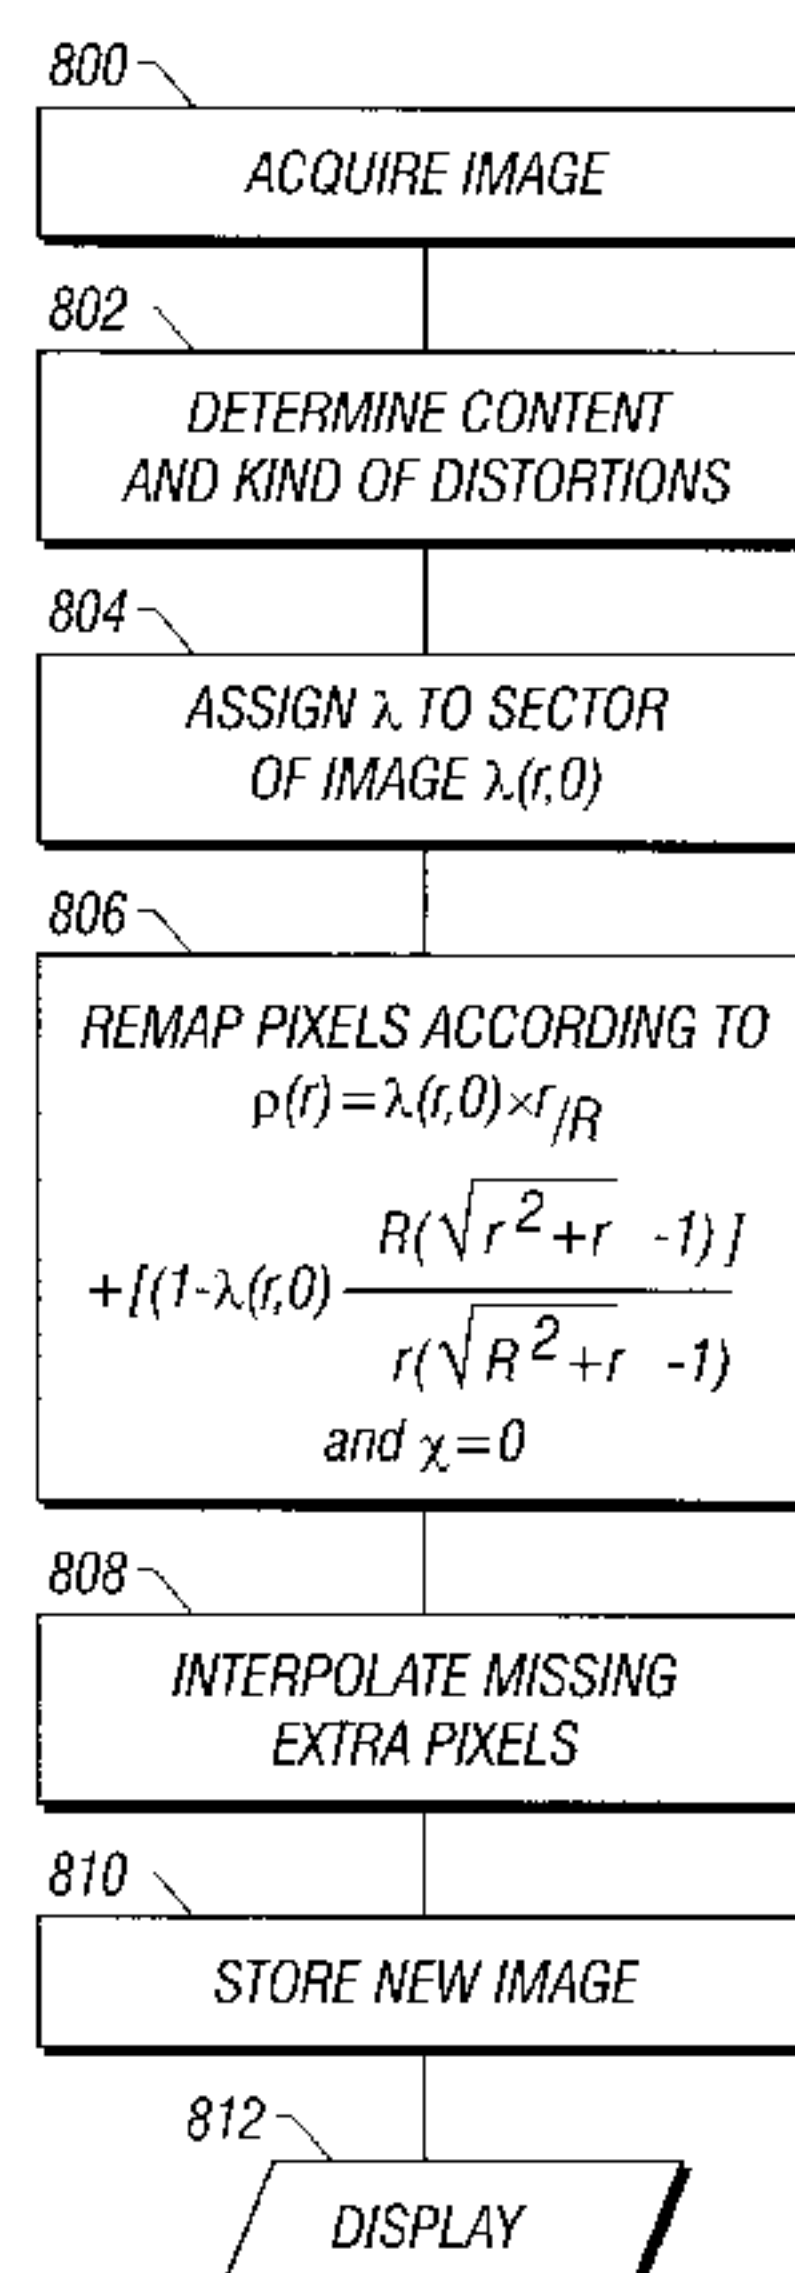 800
ACQUIRE IMAGE
802
DETERMINE CONTENT
AND KIND OF DISTORTIONS
804
ASSIGN λ TO SECTOR
OF IMAGE λ(r,0)
806
REMAP PIXELS ACCORDING TO
ρ(r)=λ(r,0)×r/R
+[(1-λ(r,0) R(√r²+r -1)]
r(√R²+r -1)
and χ=0
808
INTERPOLATE MISSING
EXTRA PIXELS
810
STORE NEW IMAGE
812
DISPLAY